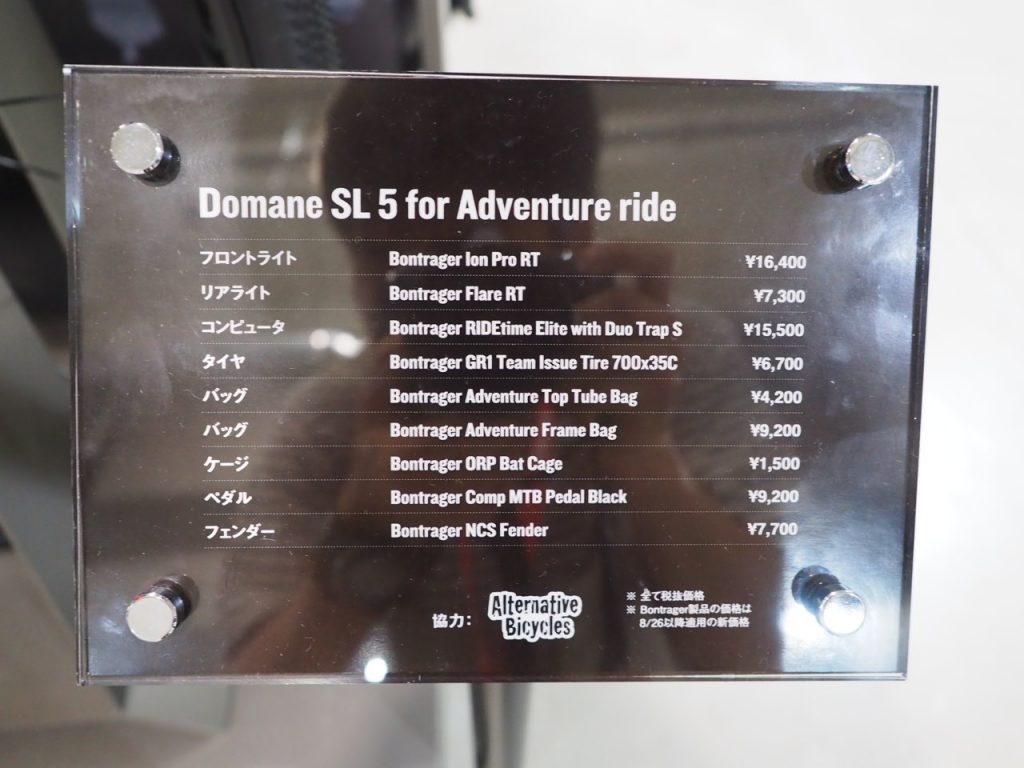 Domane SL 5 for Adventure ride
フロントライト Bontrager Ion Pro RT ¥16,400
リアライト Bontrager Flare RT ¥7,300
コンピュータ Bontrager RIDEtime Elite with Duo Trap S ¥15,500
タイヤ Bontrager GR1 Team Issue Tire 700x35C ¥6,700
バッグ Bontrager Adventure Top Tube Bag ¥4,200
バッグ Bontrager Adventure Frame Bag ¥9,200
ケージ Bontrager ORP Bat Cage ¥1,500
ペダル Bontrager Comp MTB Pedal Black ¥9,200
フェンダー Bontrager NCS Fender ¥7,700
協力: Alternative Bicycles
※ 全て税抜価格
※ Bontrager製品の価格は
8/26以降適用の新価格